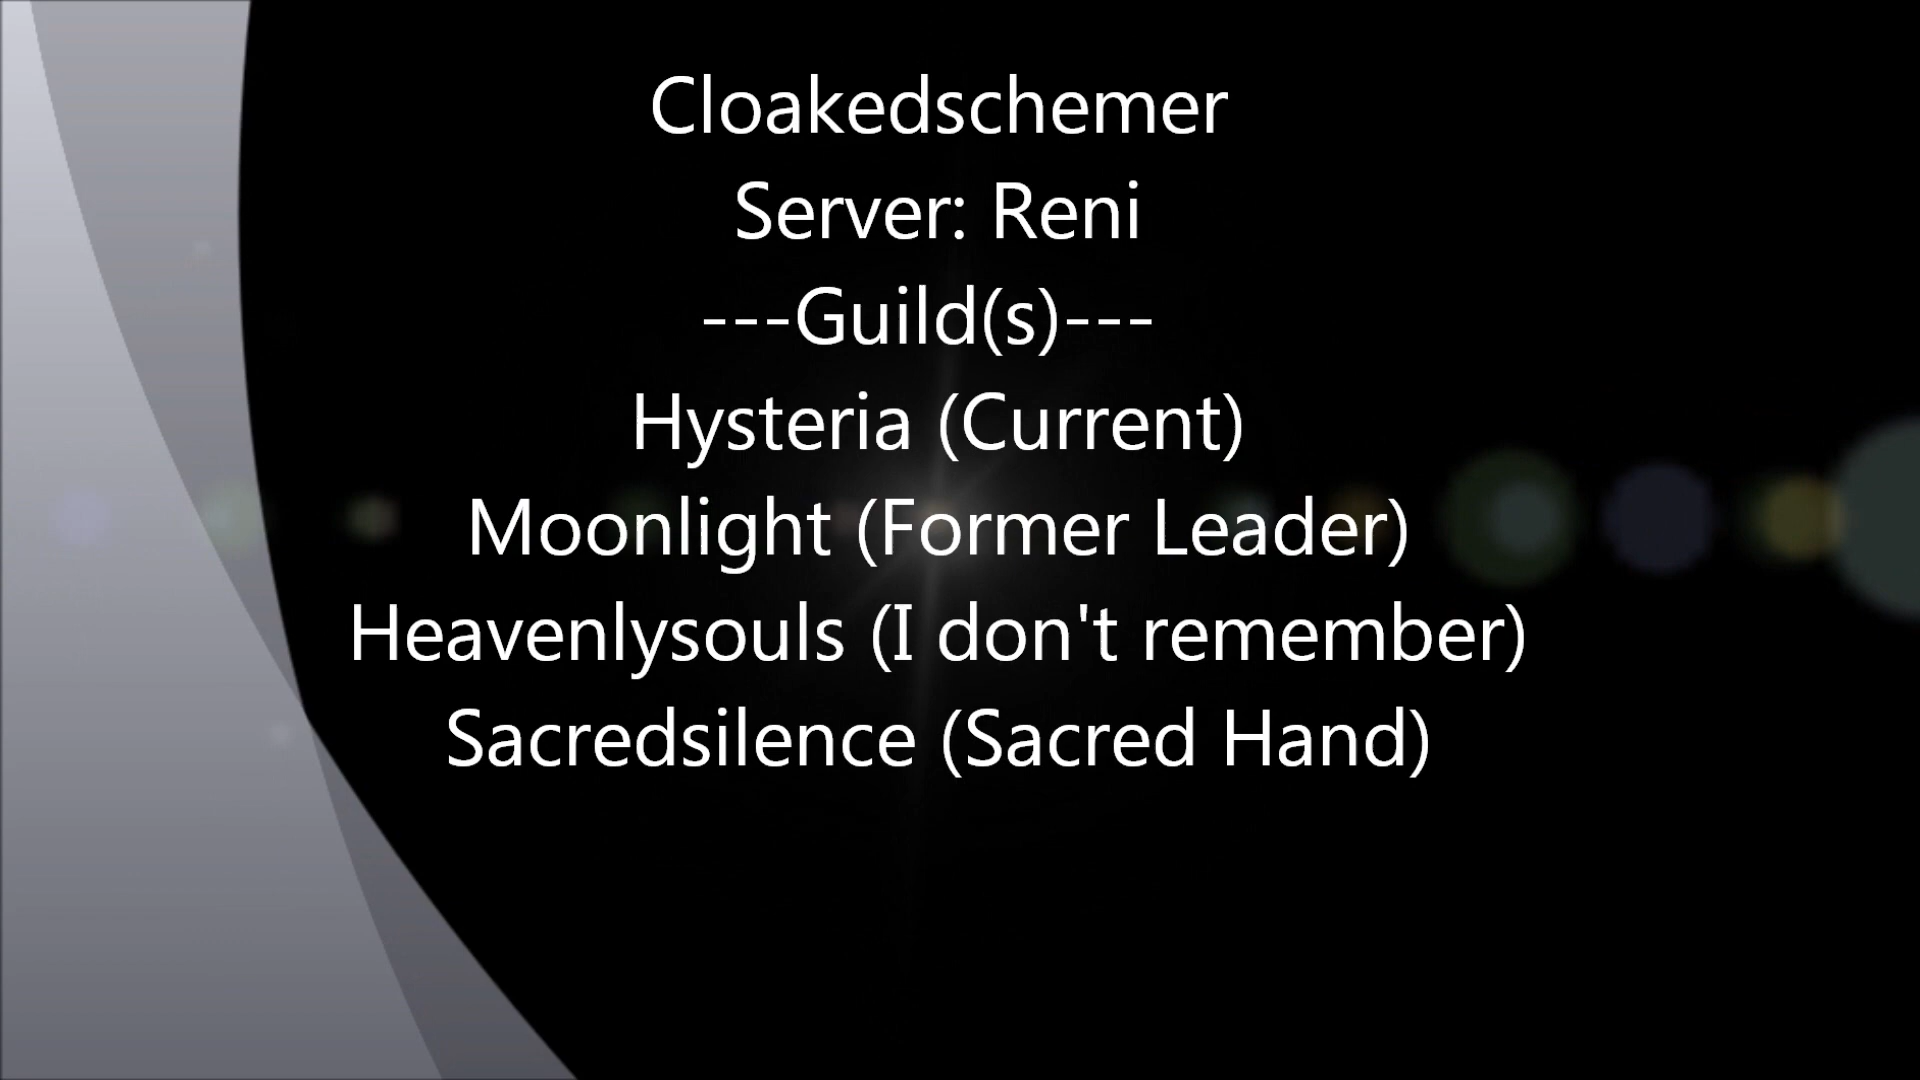 Cloakedschemer
Server: Reni
---Guild(s)---
Hysteria (Current)
Moonlight (Former Leader)
Heavenlysouls (I don't remember)
Sacredsilence (Sacred Hand)